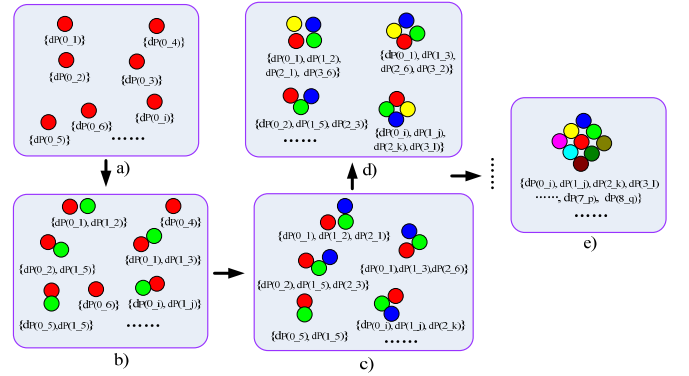 {dP(0_1)}
{dP(0_4)}
{dP(0_2)}
{dP(0_3)}
{dP(0_5)}
{dP(0_6)}
{dP(0_i)}
......
a)
{dP(0_1), dP(1_2)}
{dP(0_4)}
{dP(0_2), dP(1_5)}
{dP(0_1), dP(1_3)}
{dP(0_5),dP(1_5)}
{dP(0_6)}
{dP(0_i), dP(1_j)}
......
b)
{dP(0_1), dP(1_2), dP(2_1)}
{dP(0_1),dP(1_3),dP(2_6)}
{dP(0_2), dP(1_5), dP(2_3)}
{dP(0_5), dP(1_5)}
{dP(0_i), dP(1_j), dP(2_k)}
......
c)
{dP(0_1), dP(1_2),
dP(2_1), dP(3_6)}
{dP(0_1), dP(1_3),
dP(2_6), dP(3_2)}
{dP(0_2), dP(1_5), dP(2_3)}
......
{dP(0_i), dP(1_j),
dP(2_k), dP(3_l)}
d)
......
{dP(0_i), dP(1_j), dP(2_k), dP(3_l)
......, dP(7_p), dP(8_q)}
......
e)